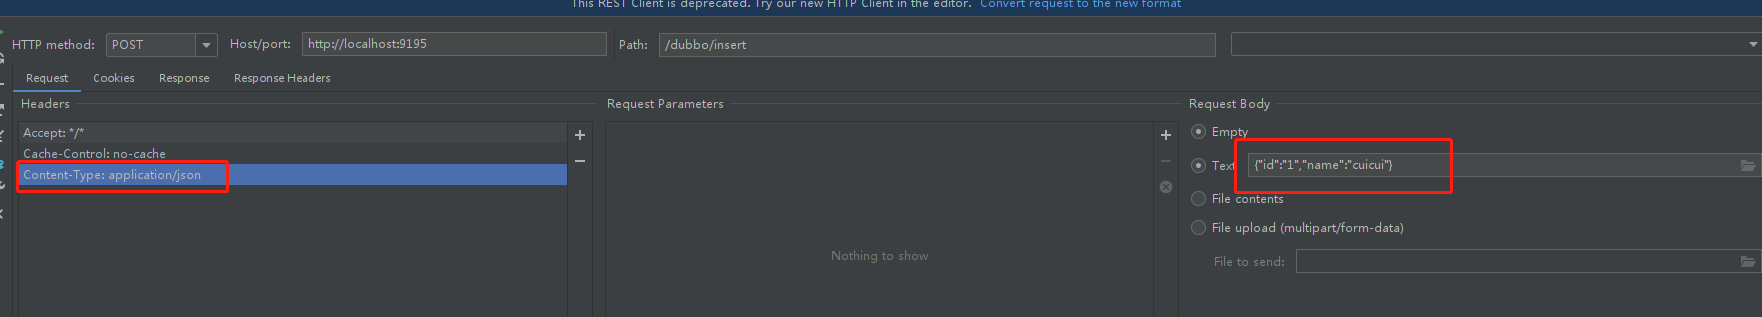 This REST Client is deprecated. Try our new HTTP Client in the editor. Convert request to the new format
HTTP method: POST Host/port: http://localhost:9195 Path: /dubbo/insert
Request Cookies Response Response Headers
Headers Request Parameters Request Body
Accept: */*
Cache-Control: no-cache
Content-Type: application/json
Nothing to show
Empty
Text {"id":"1","name":"cuicui"}
File contents
File upload (multipart/form-data)
File to send: